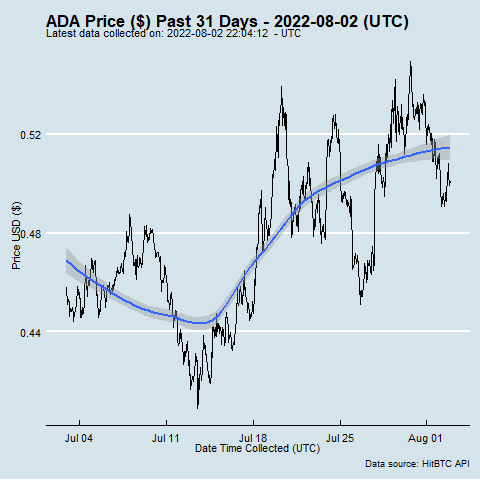 ADA Price ($) Past 31 Days - 2022-08-02 (UTC)
Latest data collected on: 2022-08-02 22:04:12 - UTC
0.52
0.48
0.44
Price USD ($)
Jul 04 Jul 11 Jul 18 Jul 25 Aug 01
Date Time Collected (UTC)
Data source: HitBTC API